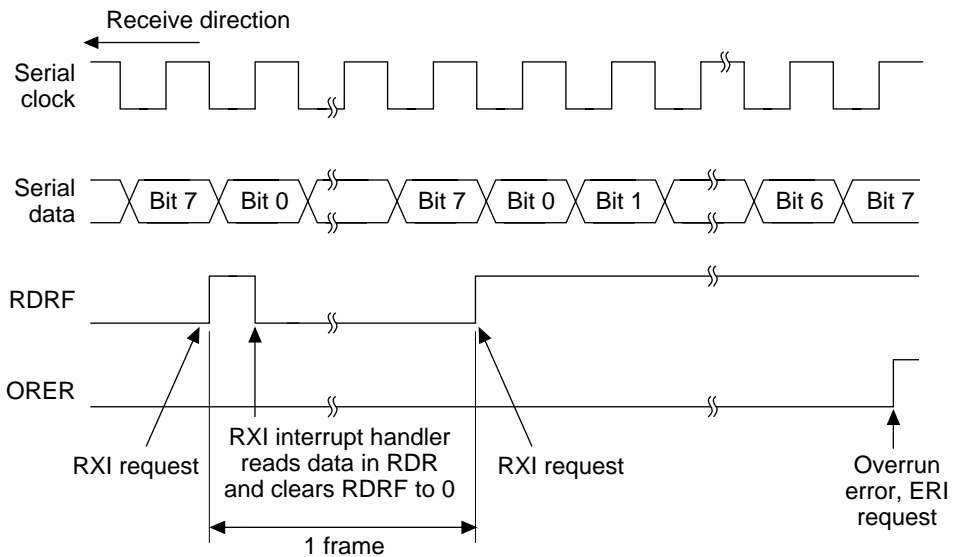 Receive direction
Serial
clock
Serial
data
Bit 7
Bit 0
Bit 7
Bit 0
Bit 1
Bit 6
Bit 7
RDRF
ORER
RXI request
RXI interrupt handler
reads data in RDR
and clears RDRF to 0
RXI request
Overrun
error, ERI
request
1 frame